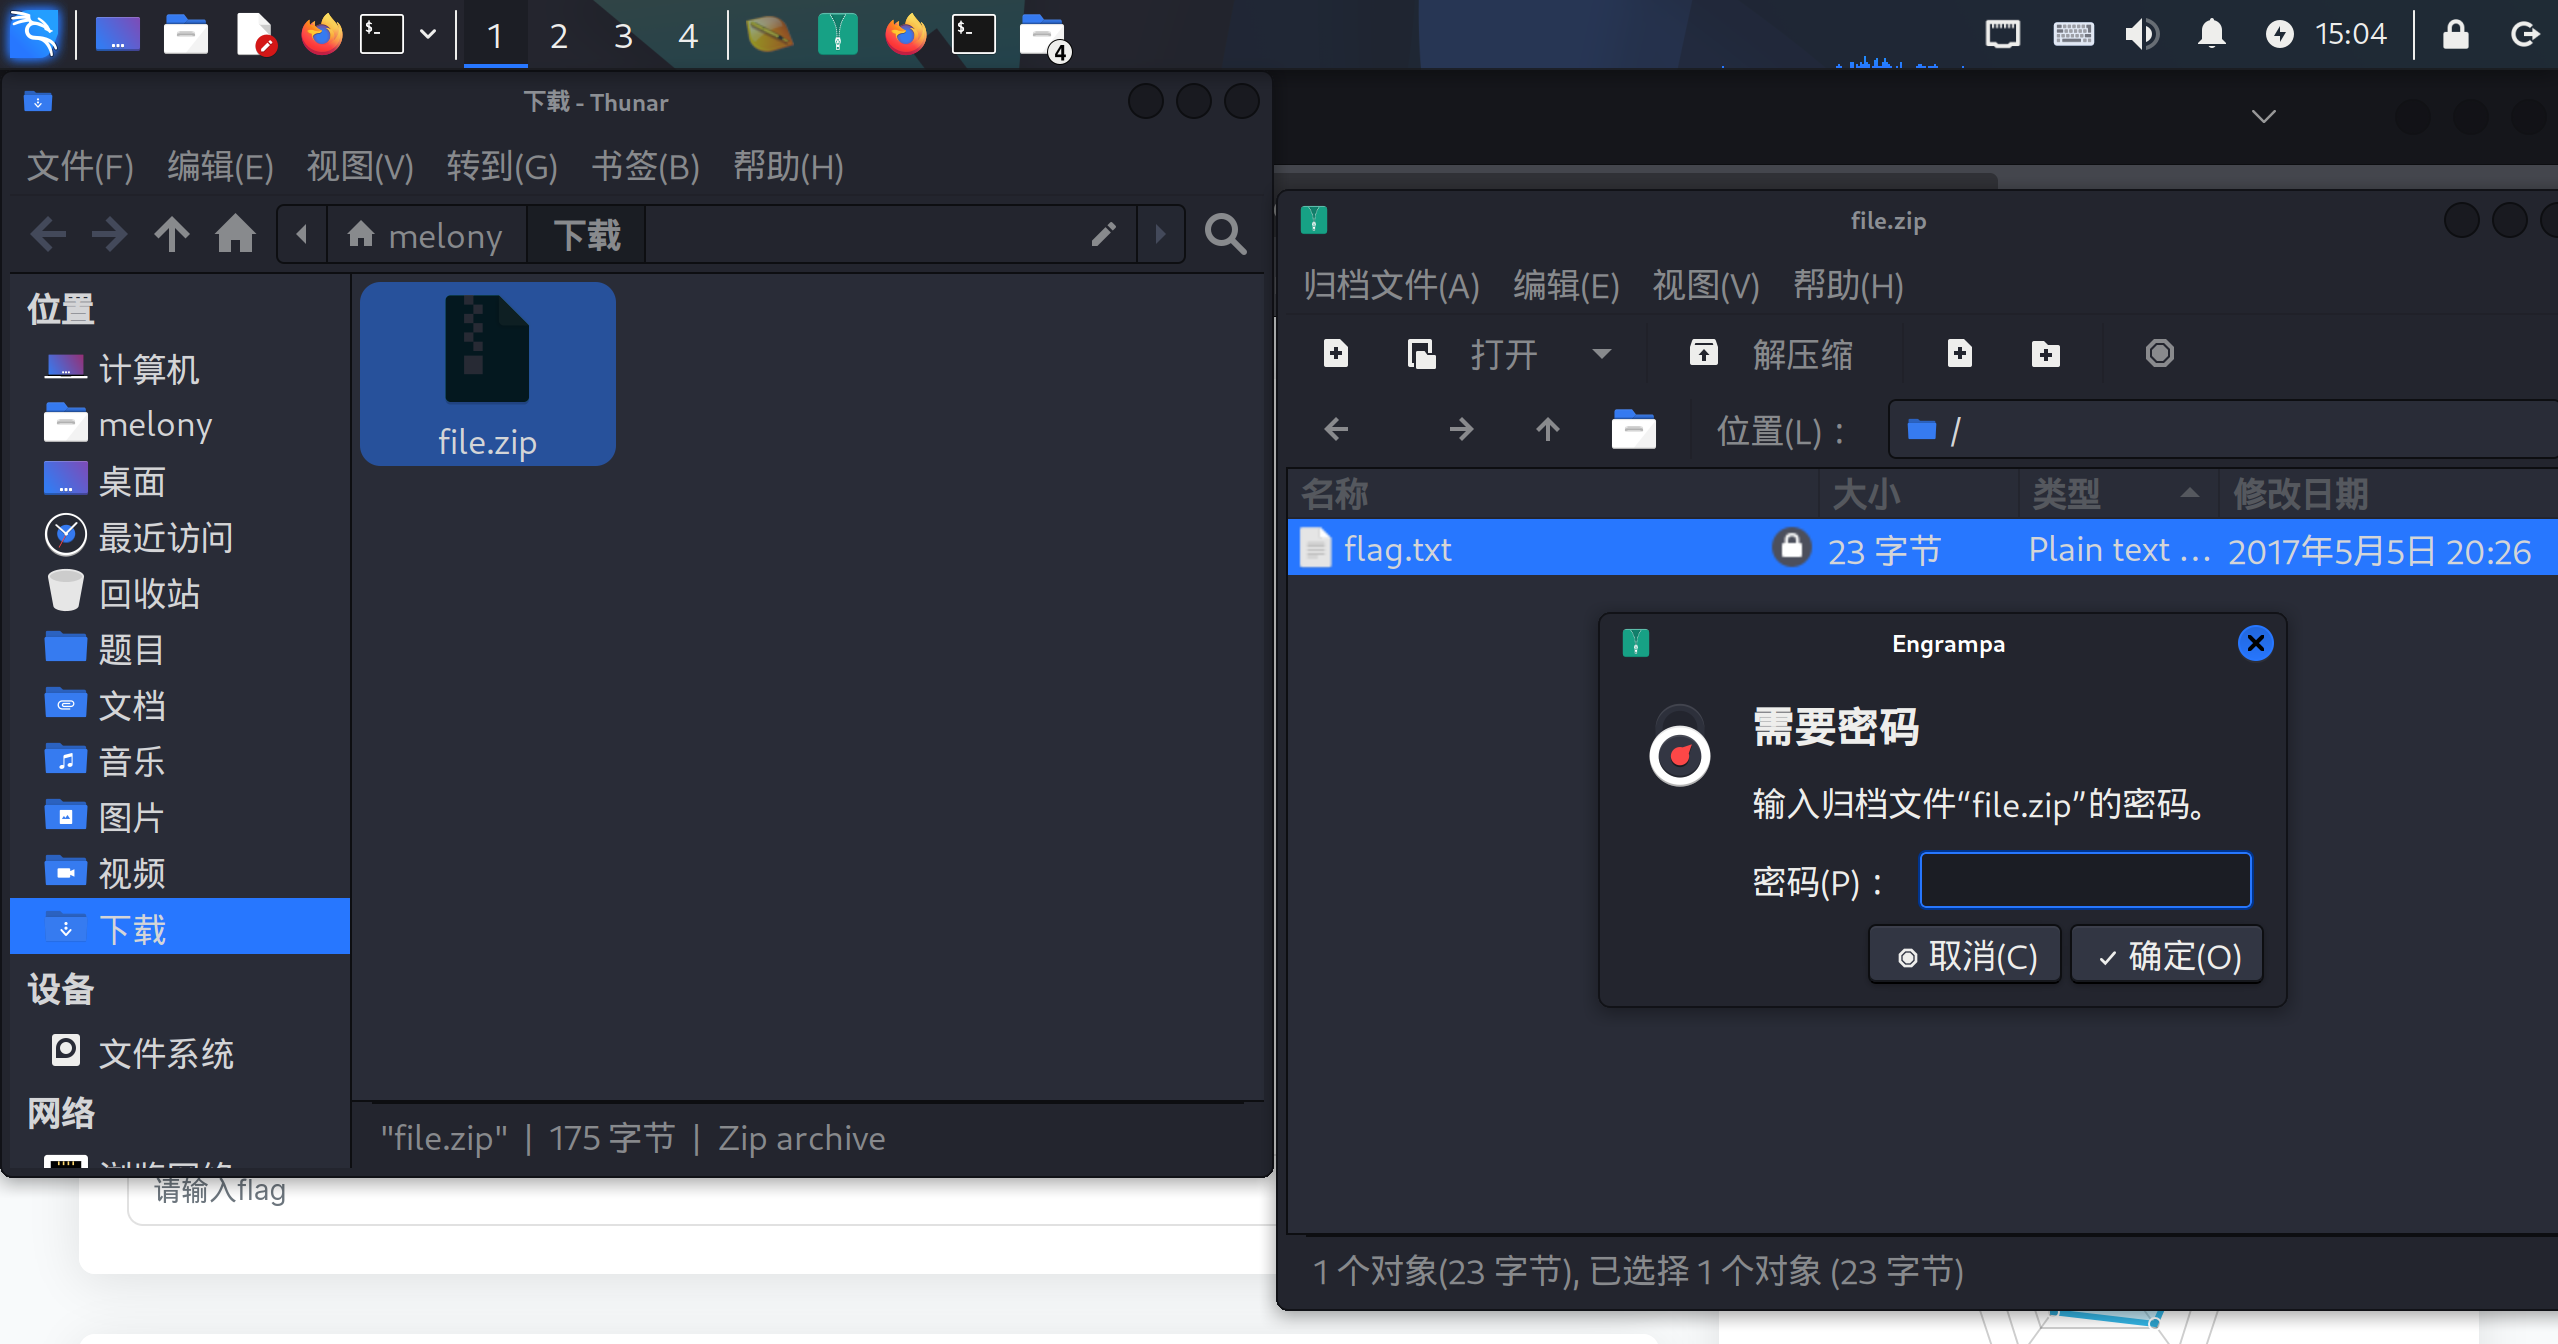 1 2 3 4
4
15:04
下载 - Thunar
文件(F) 编辑(E) 视图(V) 转到(G) 书签(B) 帮助(H)
melony 下载
位置
计算机
melony
桌面
最近访问
回收站
题目
文档
音乐
图片
视频
下载
设备
文件系统
网络
file.zip
"file.zip" | 175 字节 | Zip archive
请输入flag
file.zip
归档文件(A) 编辑(E) 视图(V) 帮助(H)
打开 解压缩
位置(L)： /
名称 大小 类型 修改日期
flag.txt 23 字节 Plain text ... 2017年5月5日 20:26
Engrampa
需要密码
输入归档文件“file.zip”的密码。
密码(P)：
取消(C) 确定(O)
1 个对象(23 字节), 已选择 1 个对象 (23 字节)